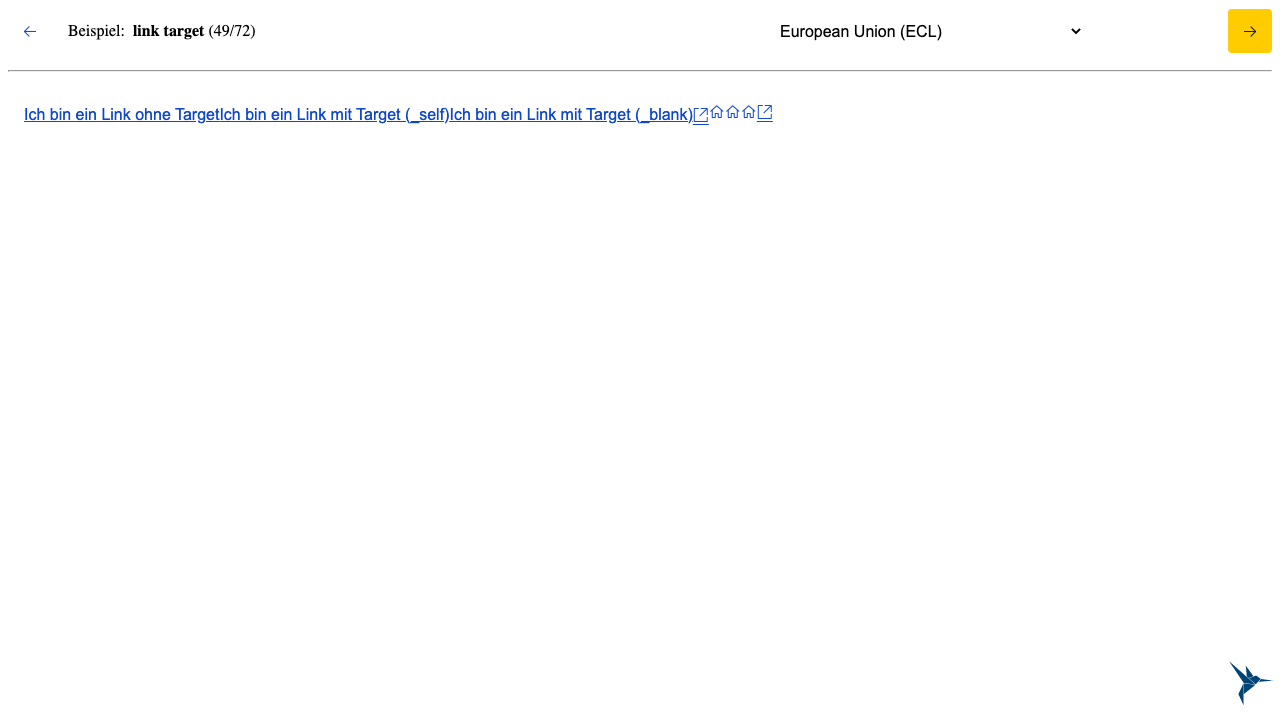 Beispiel: link target (49/72) European Union (ECL)
Ich bin ein Link ohne TargetIch bin ein Link mit Target (_self)Ich bin ein Link mit Target (_blank)